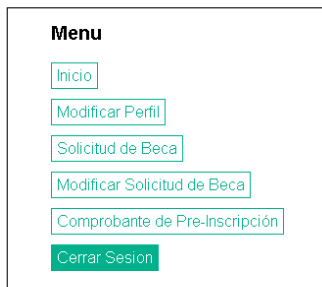 Menu
Inicio
Modificar Perfil
Solicitud de Beca
Modificar Solicitud de Beca
Comprobante de Pre-Inscripción
Cerrar Sesion